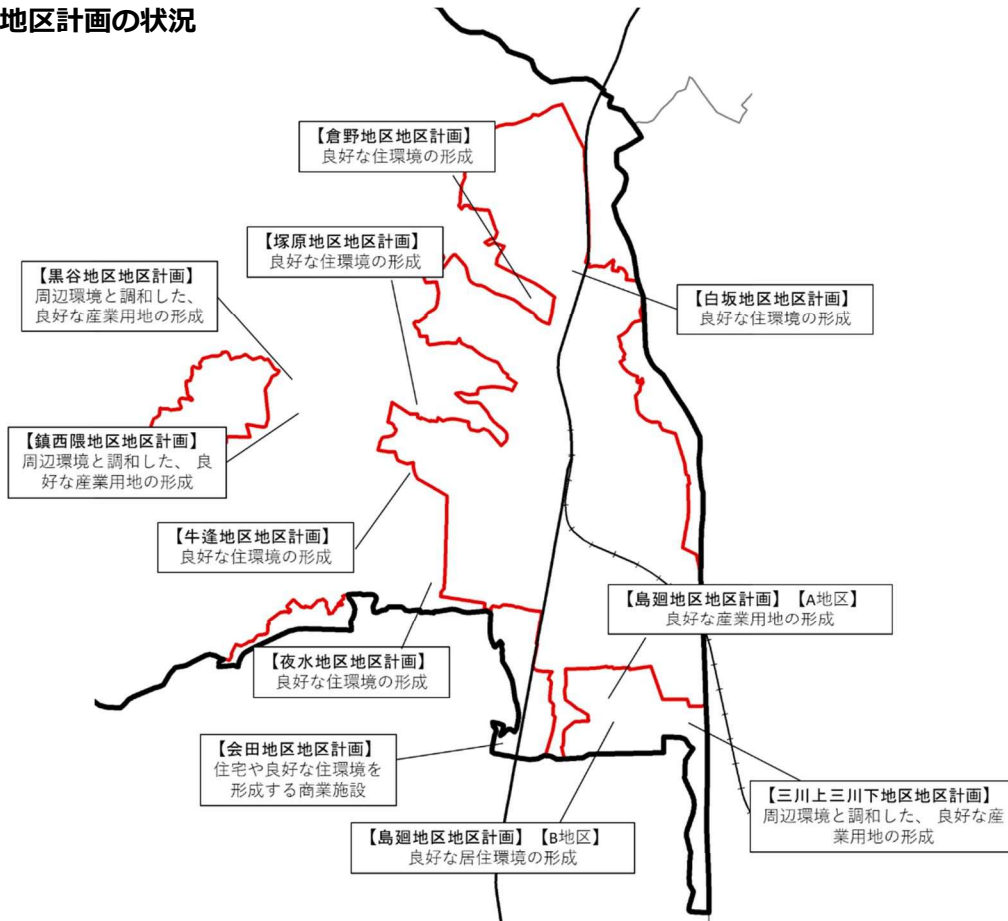 地区計画の状況
【倉野地区地区計画】
良好な住環境の形成
【塚原地区地区計画】
良好な住環境の形成
【黒谷地区地区計画】
周辺環境と調和した、
良好な産業用地の形成
【白坂地区地区計画】
良好な住環境の形成
【鎮西隈地区地区計画】
周辺環境と調和した、 良
好な産業用地の形成
【牛逢地区地区計画】
良好な住環境の形成
【島廻地区地区計画】【A地区】
良好な産業用地の形成
【夜水地区地区計画】
良好な住環境の形成
【会田地区地区計画】
住宅や良好な住環境を
形成する商業施設
【三川上三川下地区地区計画】
周辺環境と調和した、 良好な産
業用地の形成
【島廻地区地区計画】【B地区】
良好な居住環境の形成